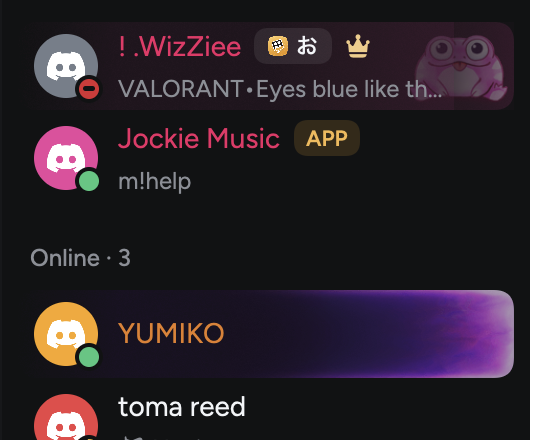 ! .WizZiee お
VALORANT•Eyes blue like th...
Jockie Music APP
m!help
Online · 3
YUMIKO
toma reed